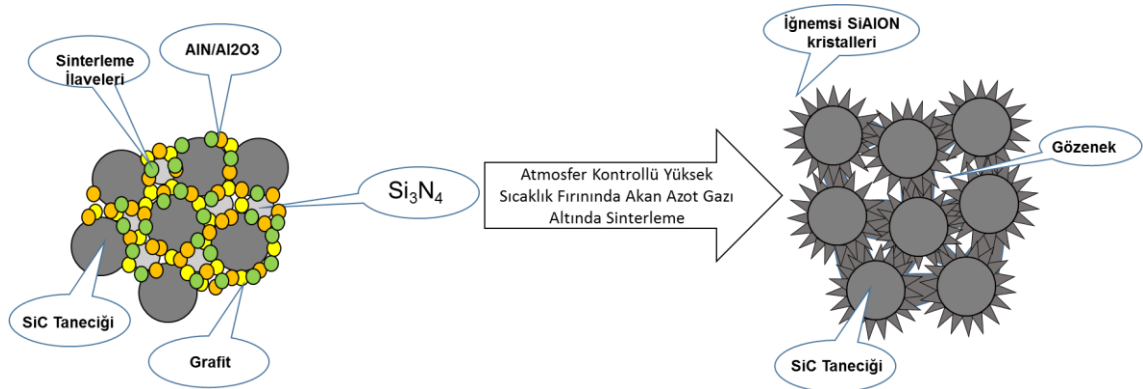 Sinterleme
İlaveleri
AlN/Al2O3
Si3N4
SiC Taneciği
Grafit
Atmosfer Kontrollü Yüksek
Sıcaklık Fırınında Akan Azot Gazı
Altında Sinterleme
İğnemsi SiAlON
kristalleri
Gözenek
SiC Taneciği